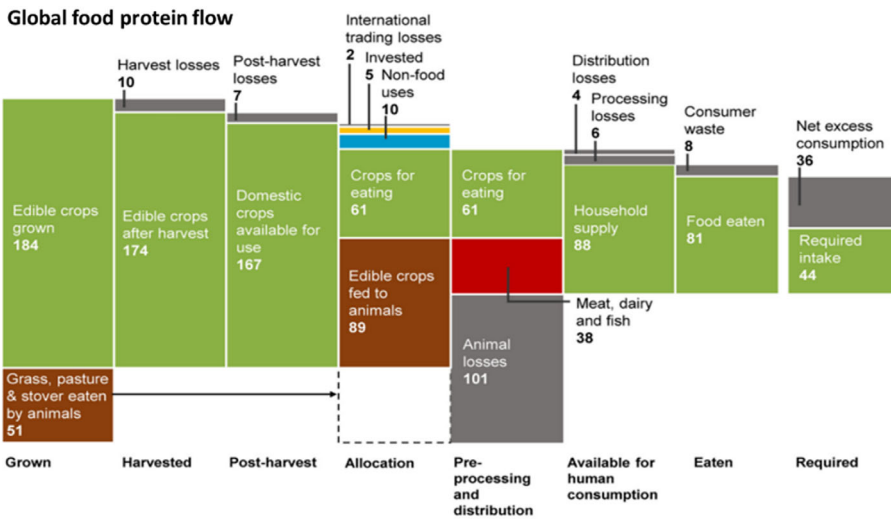 Global food protein flow
Harvest losses
10
Post-harvest
losses
7
International
trading losses
2
Invested
5
Non-food
uses
10
Distribution
losses
4
Processing
losses
6
Consumer
waste
8
Net excess
consumption
36
Edible crops
grown
184
Edible crops
after harvest
174
Domestic
crops
available for
use
167
Crops for
eating
61
Crops for
eating
61
Household
supply
88
Food eaten
81
Required
intake
44
Edible crops
fed to
animals
89
Meat, dairy
and fish
38
Animal
losses
101
Grass, pasture
& stover eaten
by animals
51
Grown
Harvested
Post-harvest
Allocation
Pre-
processing
and
distribution
Available for
human
consumption
Eaten
Required